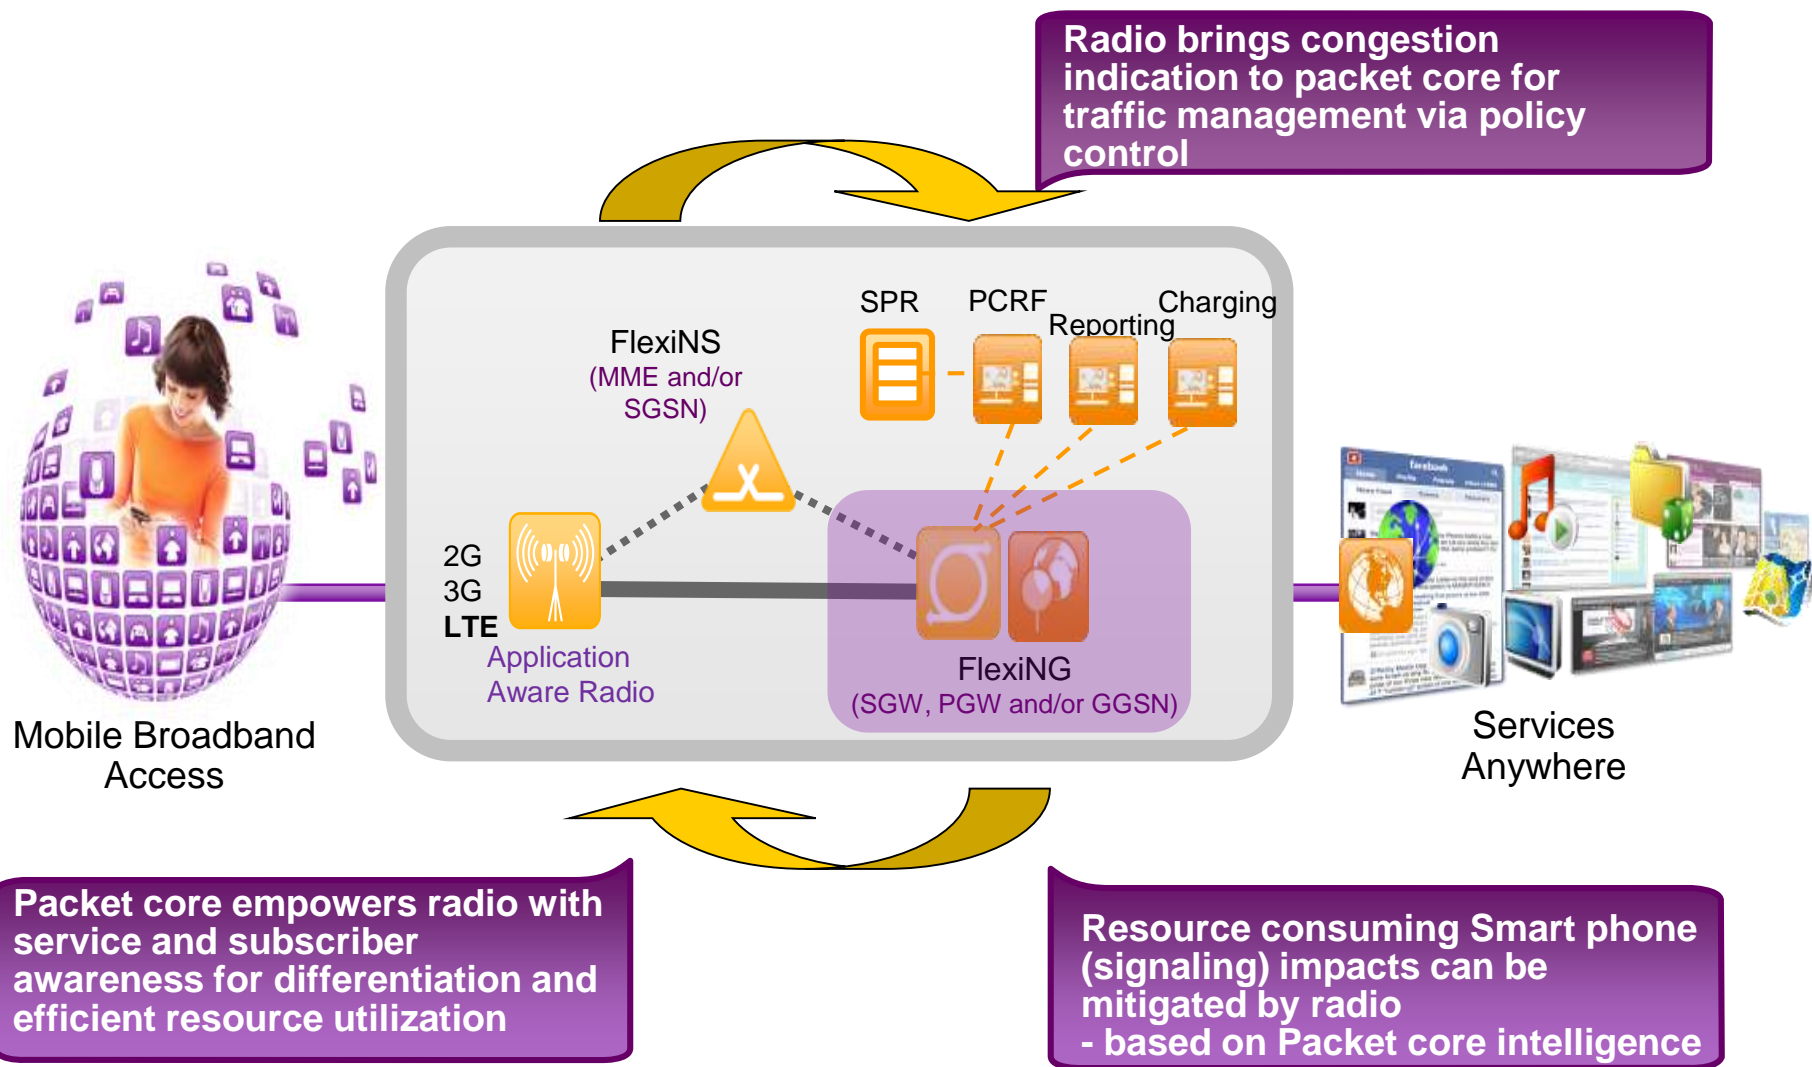 Radio brings congestion
indication to packet core for
traffic management via policy
control
SPR
PCRF
Reporting
Charging
FlexiNS
(MME and/or
SGSN)
2G
3G
LTE
Application
Aware Radio
FlexiNG
(SGW, PGW and/or GGSN)
facebook
Mobile Broadband
Access
Services
Anywhere
Packet core empowers radio with
service and subscriber
awareness for differentiation and
efficient resource utilization
Resource consuming Smart phone
(signaling) impacts can be
mitigated by radio
- based on Packet core intelligence